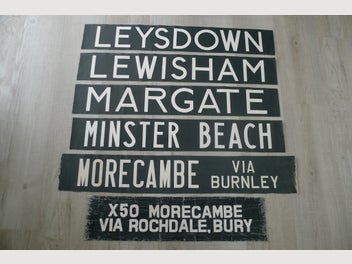 LEYSDOWN
LEWISHAM
MARGATE
MINSTER BEACH
MORECAMBE VIA
BURNLEY
X50 MORECAMBE
VIA ROCHDALE, BURY